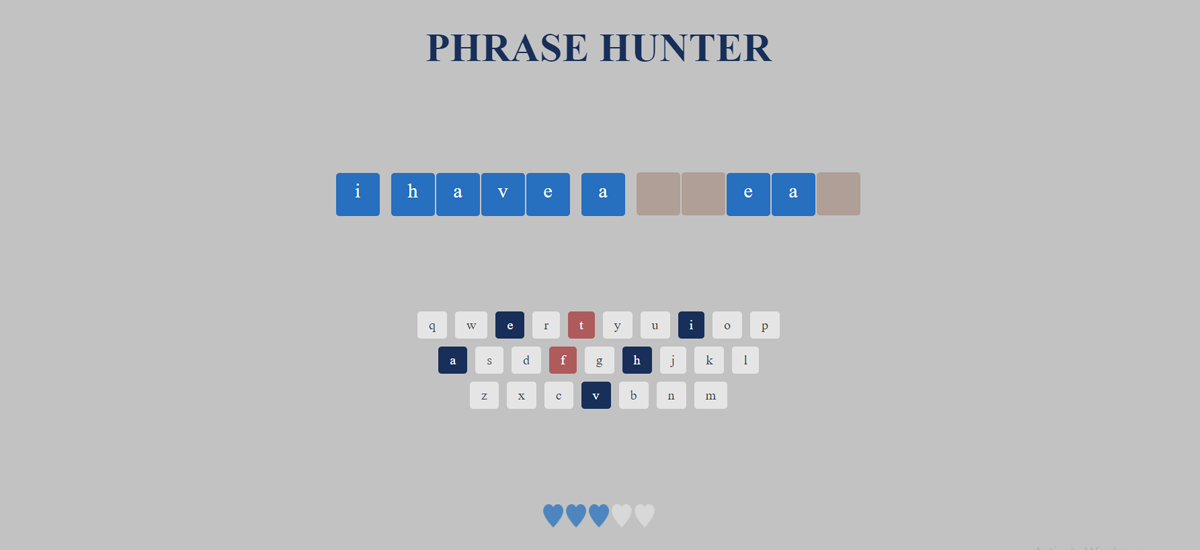 PHRASE HUNTER
i have a ea
q w e r t y u i o p
a s d f g h j k l
z x c v b n m